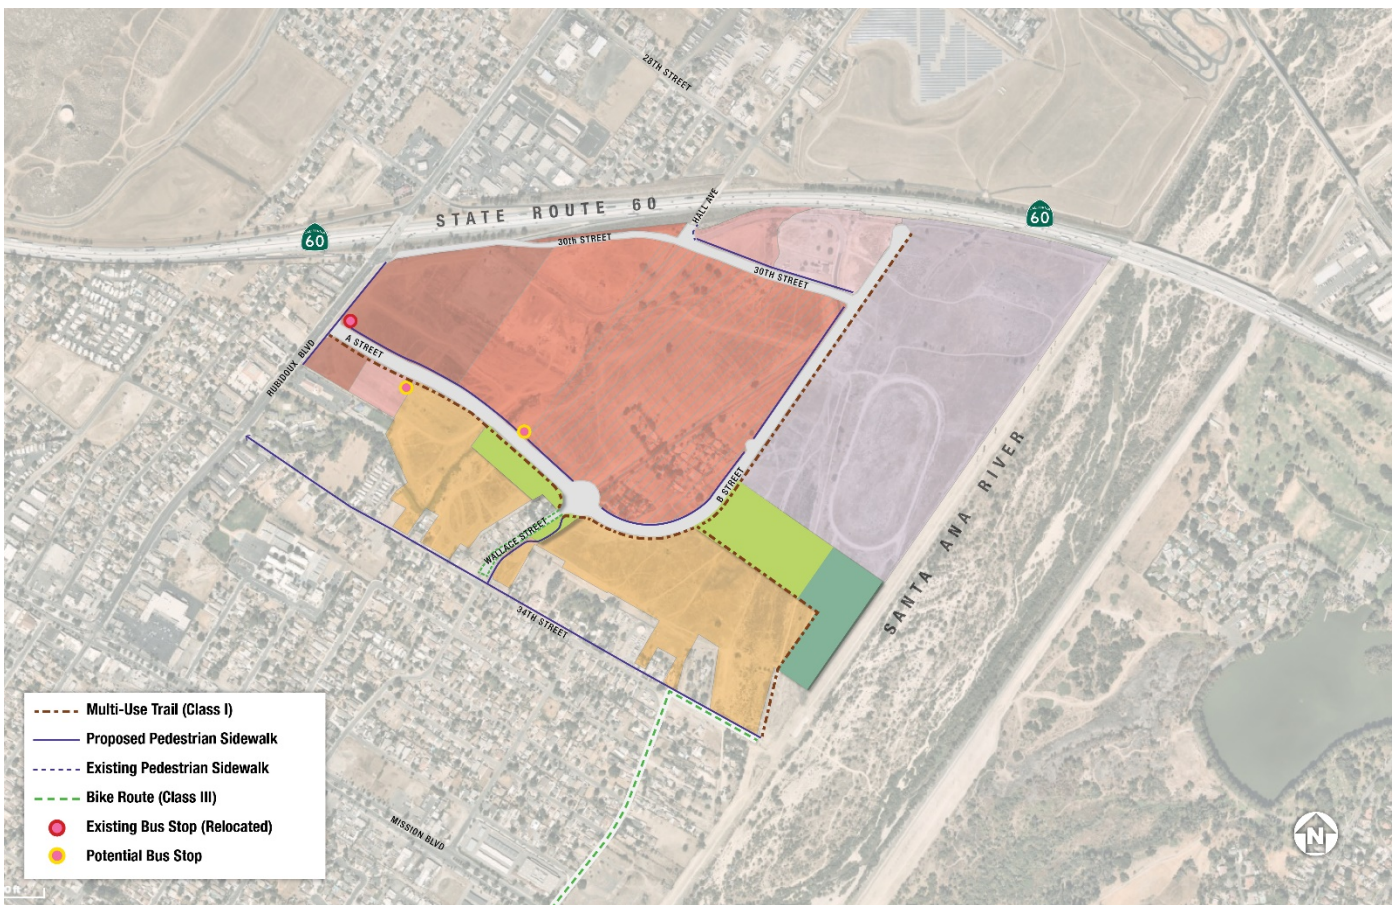 28TH STREET
HALL AVE
STATE ROUTE 60
60
60
30th STREET
30TH STREET
A STREET
RUBIDOUX BLVD
B STREET
WALLACE STREET
SANTA ANA RIVER
34TH STREET
MISSION BLVD
Multi-Use Trail (Class I)
Proposed Pedestrian Sidewalk
Existing Pedestrian Sidewalk
Bike Route (Class III)
Existing Bus Stop (Relocated)
Potential Bus Stop
N